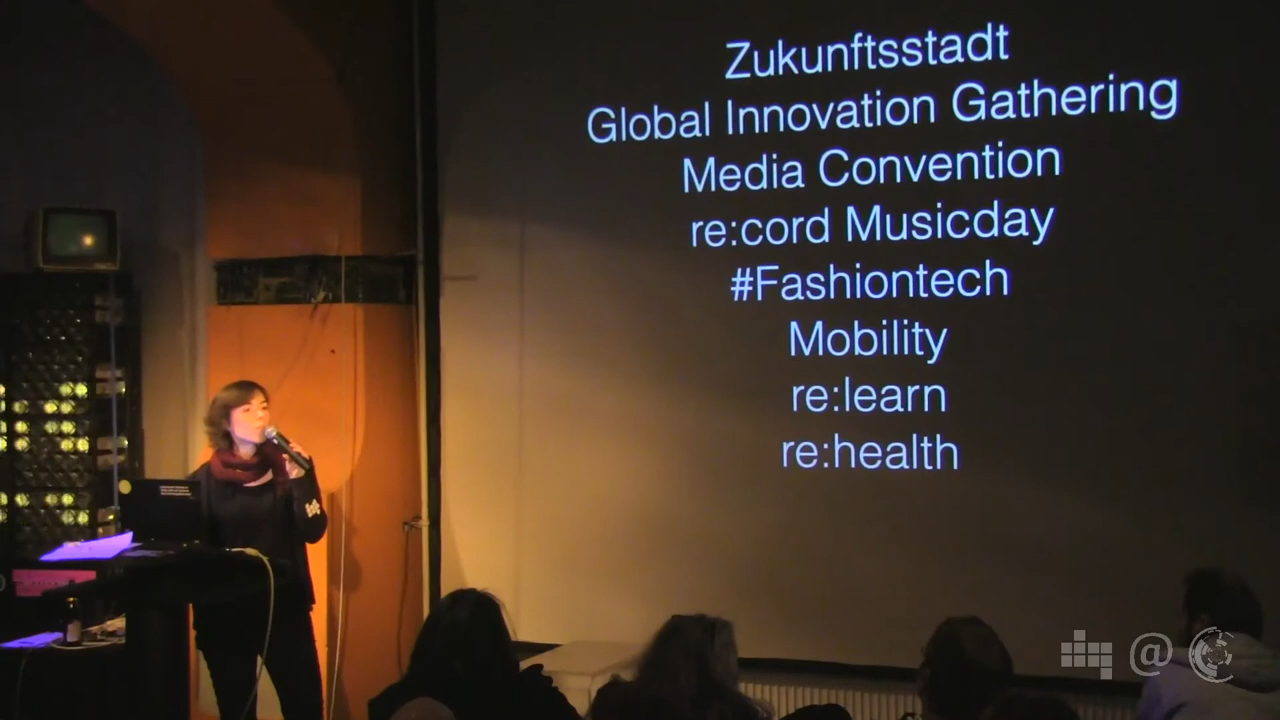 Zukunftsstadt
Global Innovation Gathering
Media Convention
re:cord Musicday
#Fashiontech
Mobility
re:learn
re:health
@